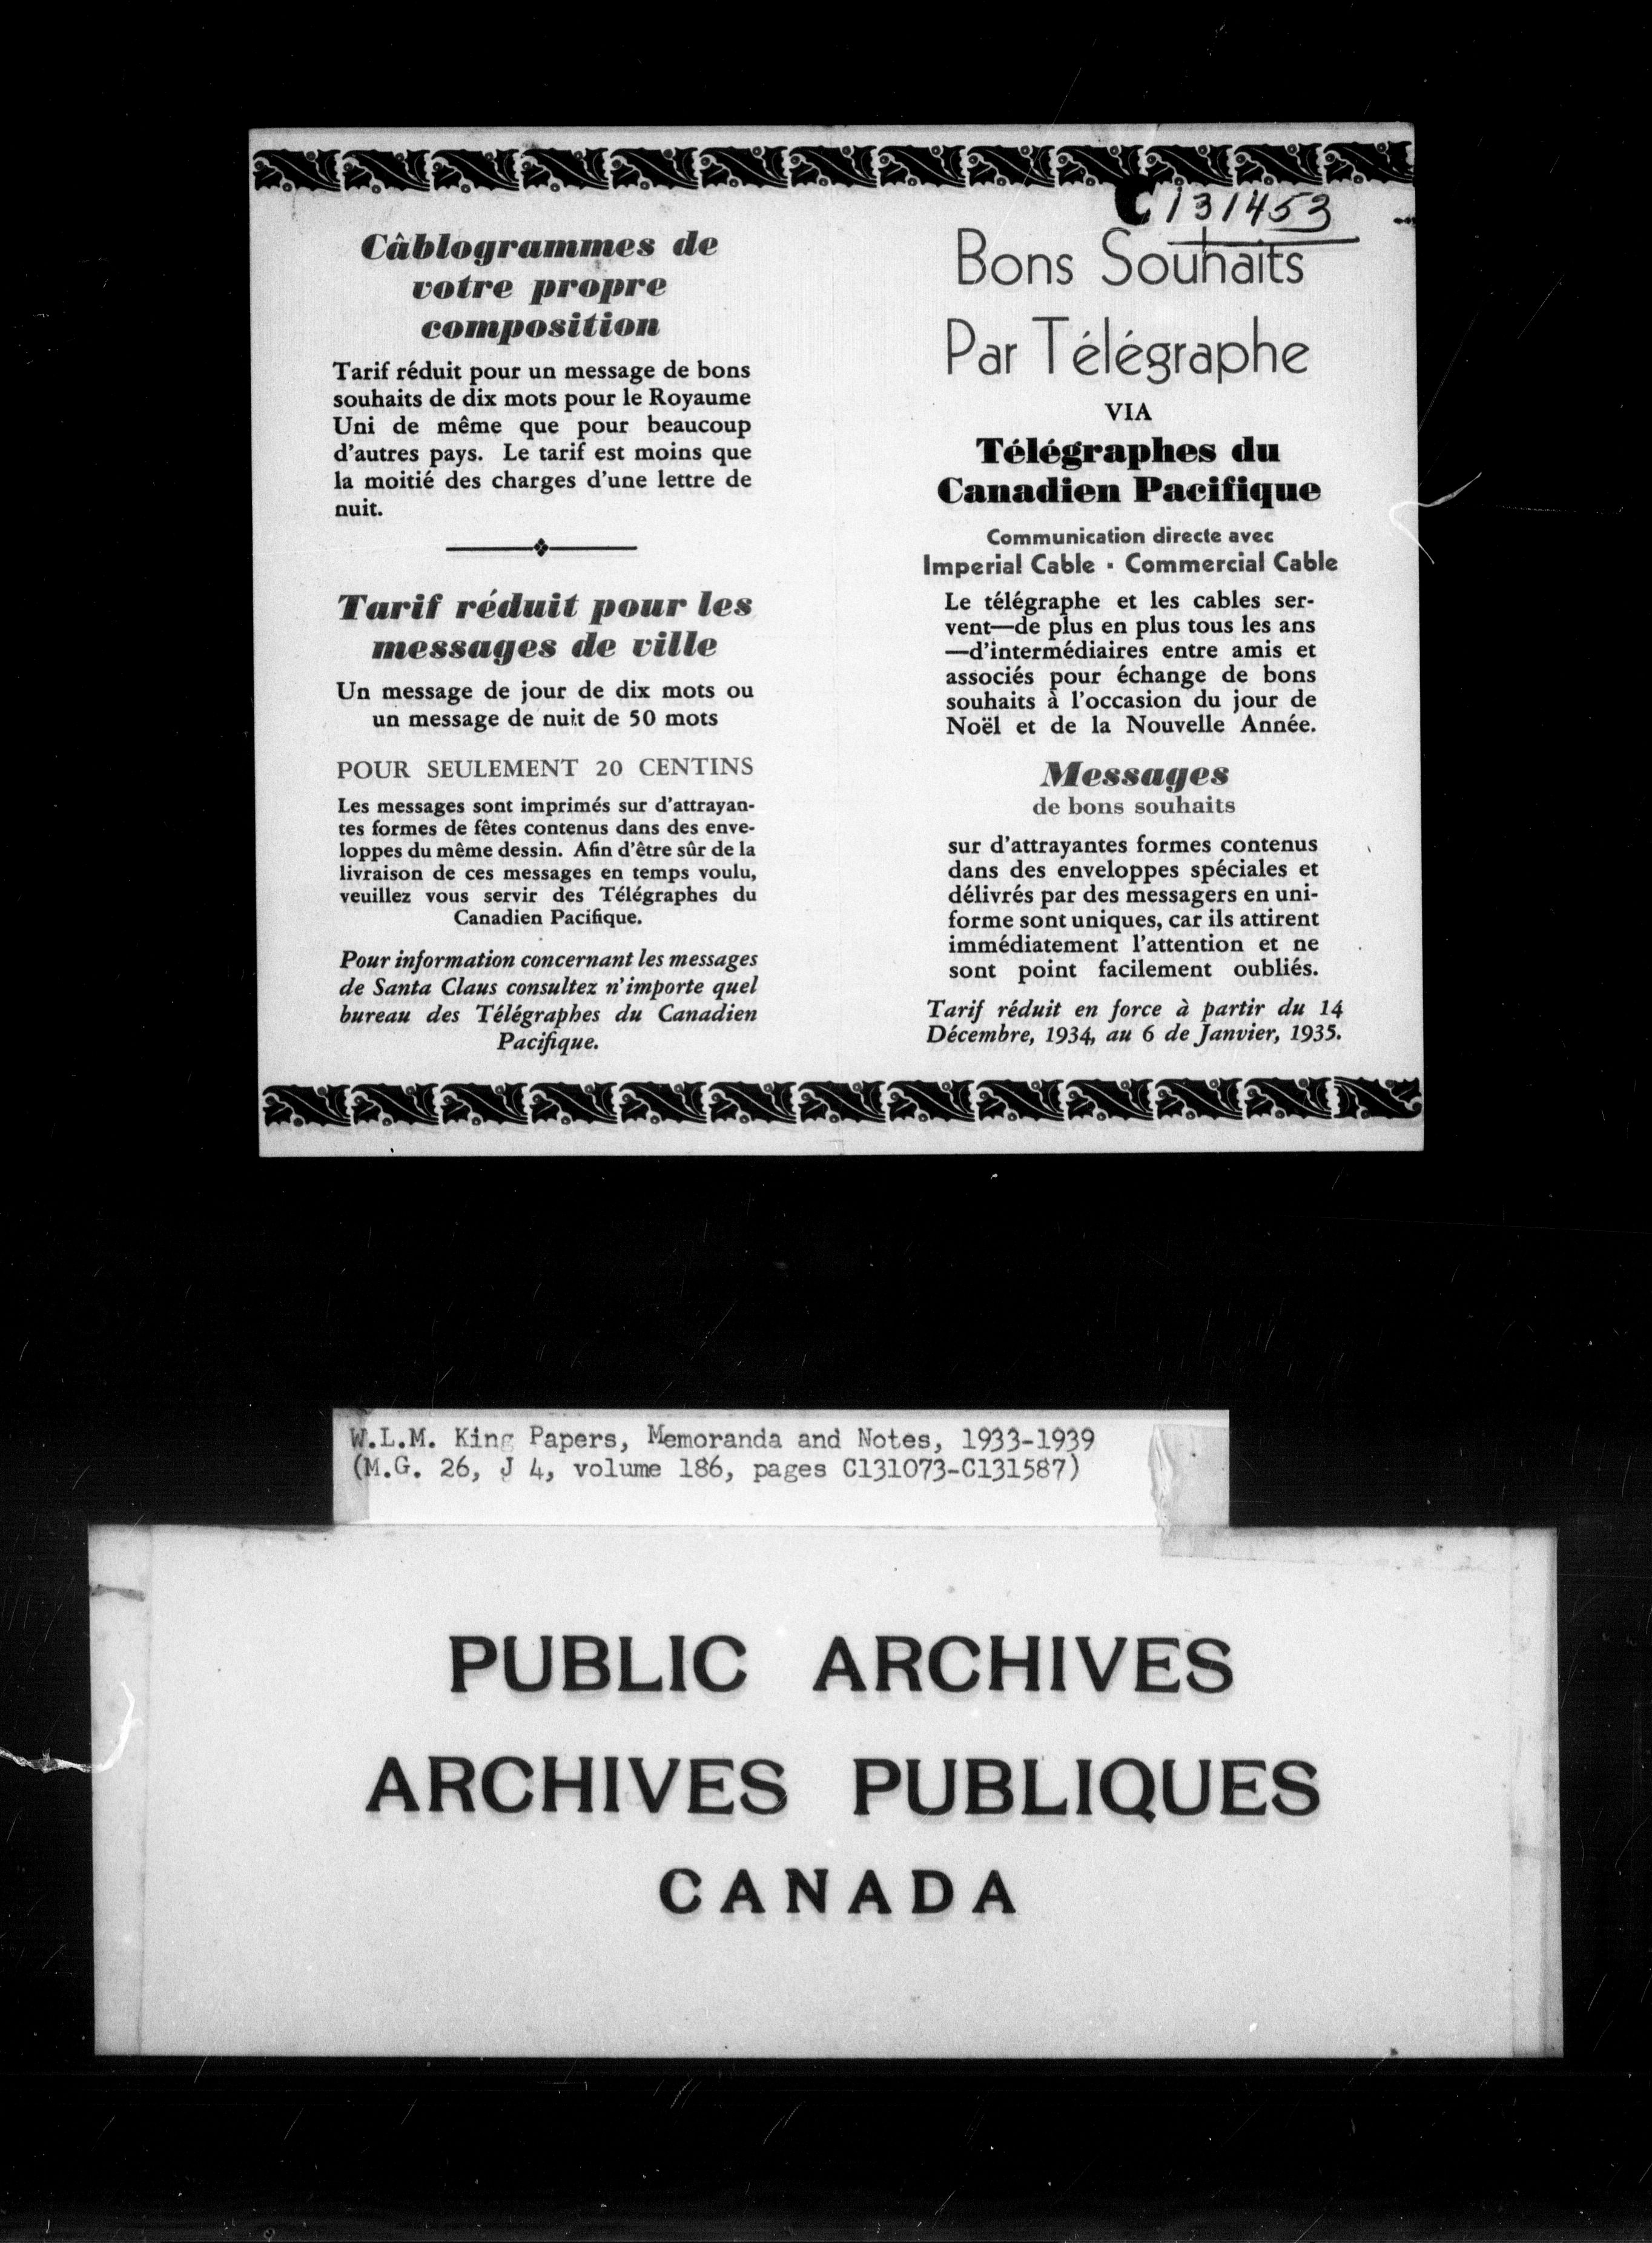 Câblogrammes de
votre propre
composition
Tarif réduit pour un message de bons
souhaits de dix mots pour le Royaume
Uni de même que pour beaucoup
d'autres pays. Le tarif est moins que
la moitié des charges d'une lettre de
nuit.
Tarif réduit pour les
messages de ville
Un message de jour de dix mots ou
un message de nuit de 50 mots
POUR SEULEMENT 20 CENTINS
Les messages sont imprimés sur d'attrayan-
tes formes de fêtes contenus dans des enve-
loppes du même dessin. Afin d'être sûr de la
livraison de ces messages en temps voulu,
veuillez vous servir des Télégraphes du
Canadien Pacifique.
Pour information concernant les messages
de Santa Claus consultez n'importe quel
bureau des Télégraphes du Canadien
Pacifique.
C131453
Bons Souhaits
Par Télégraphe
VIA
Télégraphes du
Canadien Pacifique
Communication directe avec
Imperial Cable ▪ Commercial Cable
Le télégraphe et les cables ser-
vent—de plus en plus tous les ans
—d'intermédiaires entre amis et
associés pour échange de bons
souhaits à l'occasion du jour de
Noël et de la Nouvelle Année.
Messages
de bons souhaits
sur d'attrayantes formes contenus
dans des enveloppes spéciales et
délivrés par des messagers en uni-
forme sont uniques, car ils attirent
immédiatement l'attention et ne
sont point facilement oubliés.
Tarif réduit en force à partir du 14
Décembre, 1934, au 6 de Janvier, 1935.
W.L.M. King Papers, Memoranda and Notes, 1933-1939
(M.G. 26, J 4, volume 186, pages C131073-C131587)
PUBLIC ARCHIVES
ARCHIVES PUBLIQUES
CANADA